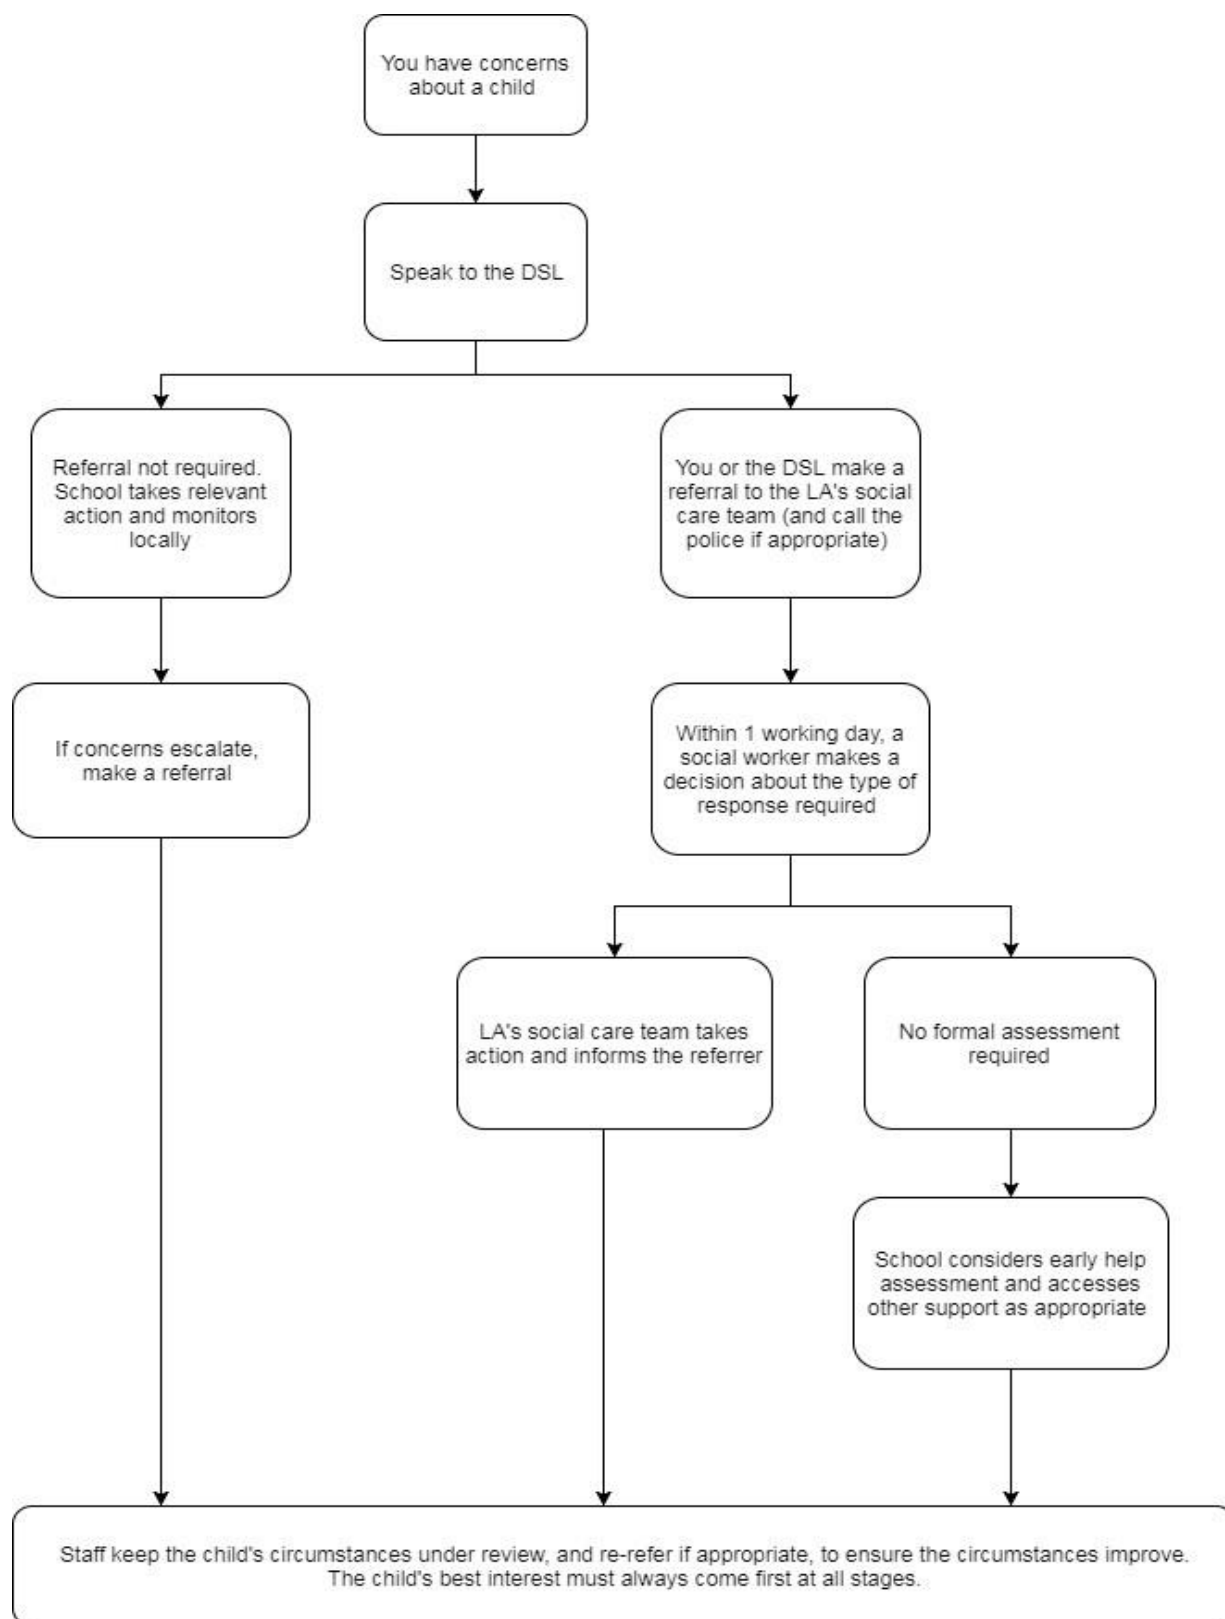 You have concerns
about a child
Speak to the DSL
Referral not required.
School takes relevant
action and monitors
locally
You or the DSL make a
referral to the LA's social
care team (and call the
police if appropriate)
If concerns escalate,
make a referral
Within 1 working day, a
social worker makes a
decision about the type of
response required
LA's social care team takes
action and informs the referrer
No formal assessment
required
School considers early help
assessment and accesses
other support as appropriate
Staff keep the child's circumstances under review, and re-refer if appropriate, to ensure the circumstances improve.
The child's best interest must always come first at all stages.